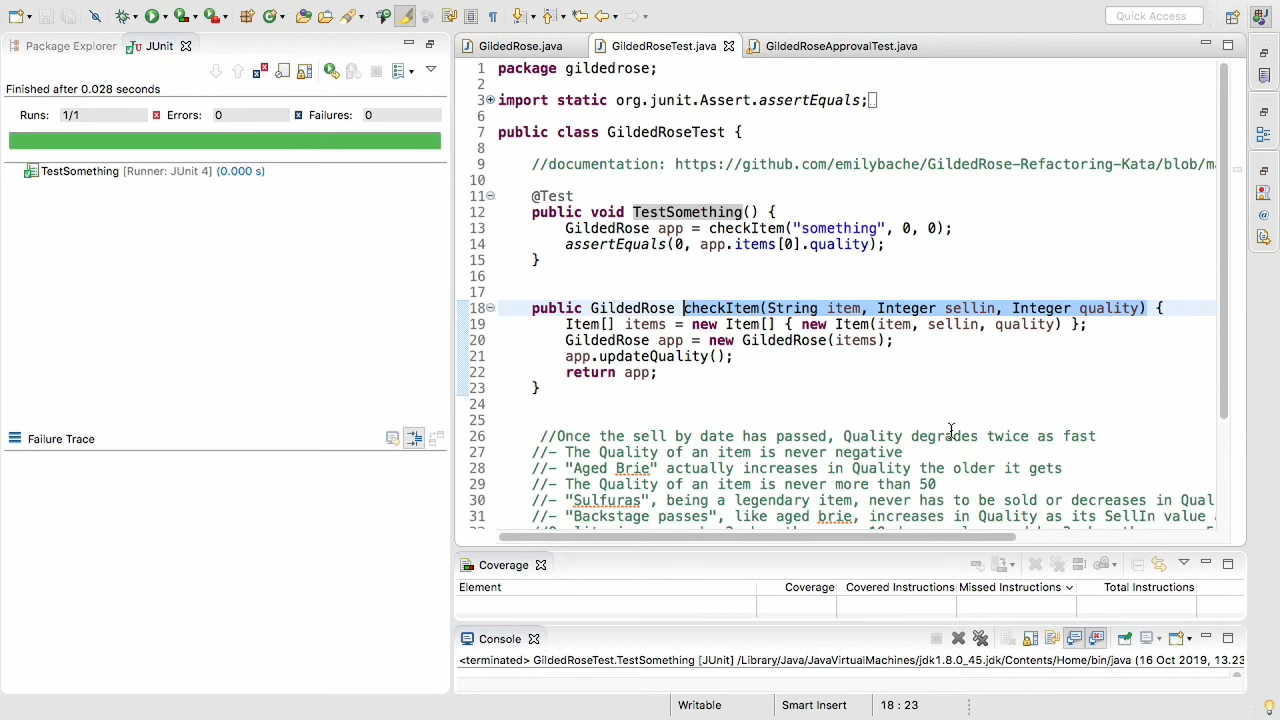 Quick Access
Package Explorer
JUnit
Finished after 0.028 seconds
Runs: 1/1 Errors: 0 Failures: 0
TestSomething [Runner: JUnit 4] (0.000 s)
Failure Trace
GildedRose.java GildedRoseTest.java GildedRoseApprovalTest.java
1 package gildedrose;
2
3 import static org.junit.Assert.assertEquals;
6
7 public class GildedRoseTest {
8
9 //documentation: https://github.com/emilybache/GildedRose-Refactoring-Kata/blob/ma
10
11 @Test
12 public void TestSomething() {
13 GildedRose app = checkItem("something", 0, 0);
14 assertEquals(0, app.items[0].quality);
15 }
16
17
18 public GildedRose checkItem(String item, Integer sellin, Integer quality) {
19 Item[] items = new Item[] { new Item(item, sellin, quality) };
20 GildedRose app = new GildedRose(items);
21 app.updateQuality();
22 return app;
23 }
24
25
26 //Once the sell by date has passed, Quality degrades twice as fast
27 //- The Quality of an item is never negative
28 //- "Aged Brie" actually increases in Quality the older it gets
29 //- The Quality of an item is never more than 50
30 //- "Sulfuras", being a legendary item, never has to be sold or decreases in Qual
31 //- "Backstage passes", like aged brie, increases in Quality as its SellIn value
Coverage
Element Coverage Covered Instructions Missed Instructions Total Instructions
Console
<terminated> GildedRoseTest.TestSomething [JUnit] /Library/Java/JavaVirtualMachines/jdk1.8.0_45.jdk/Contents/Home/bin/java (16 Oct 2019, 13.23
Writable Smart Insert 18 : 23